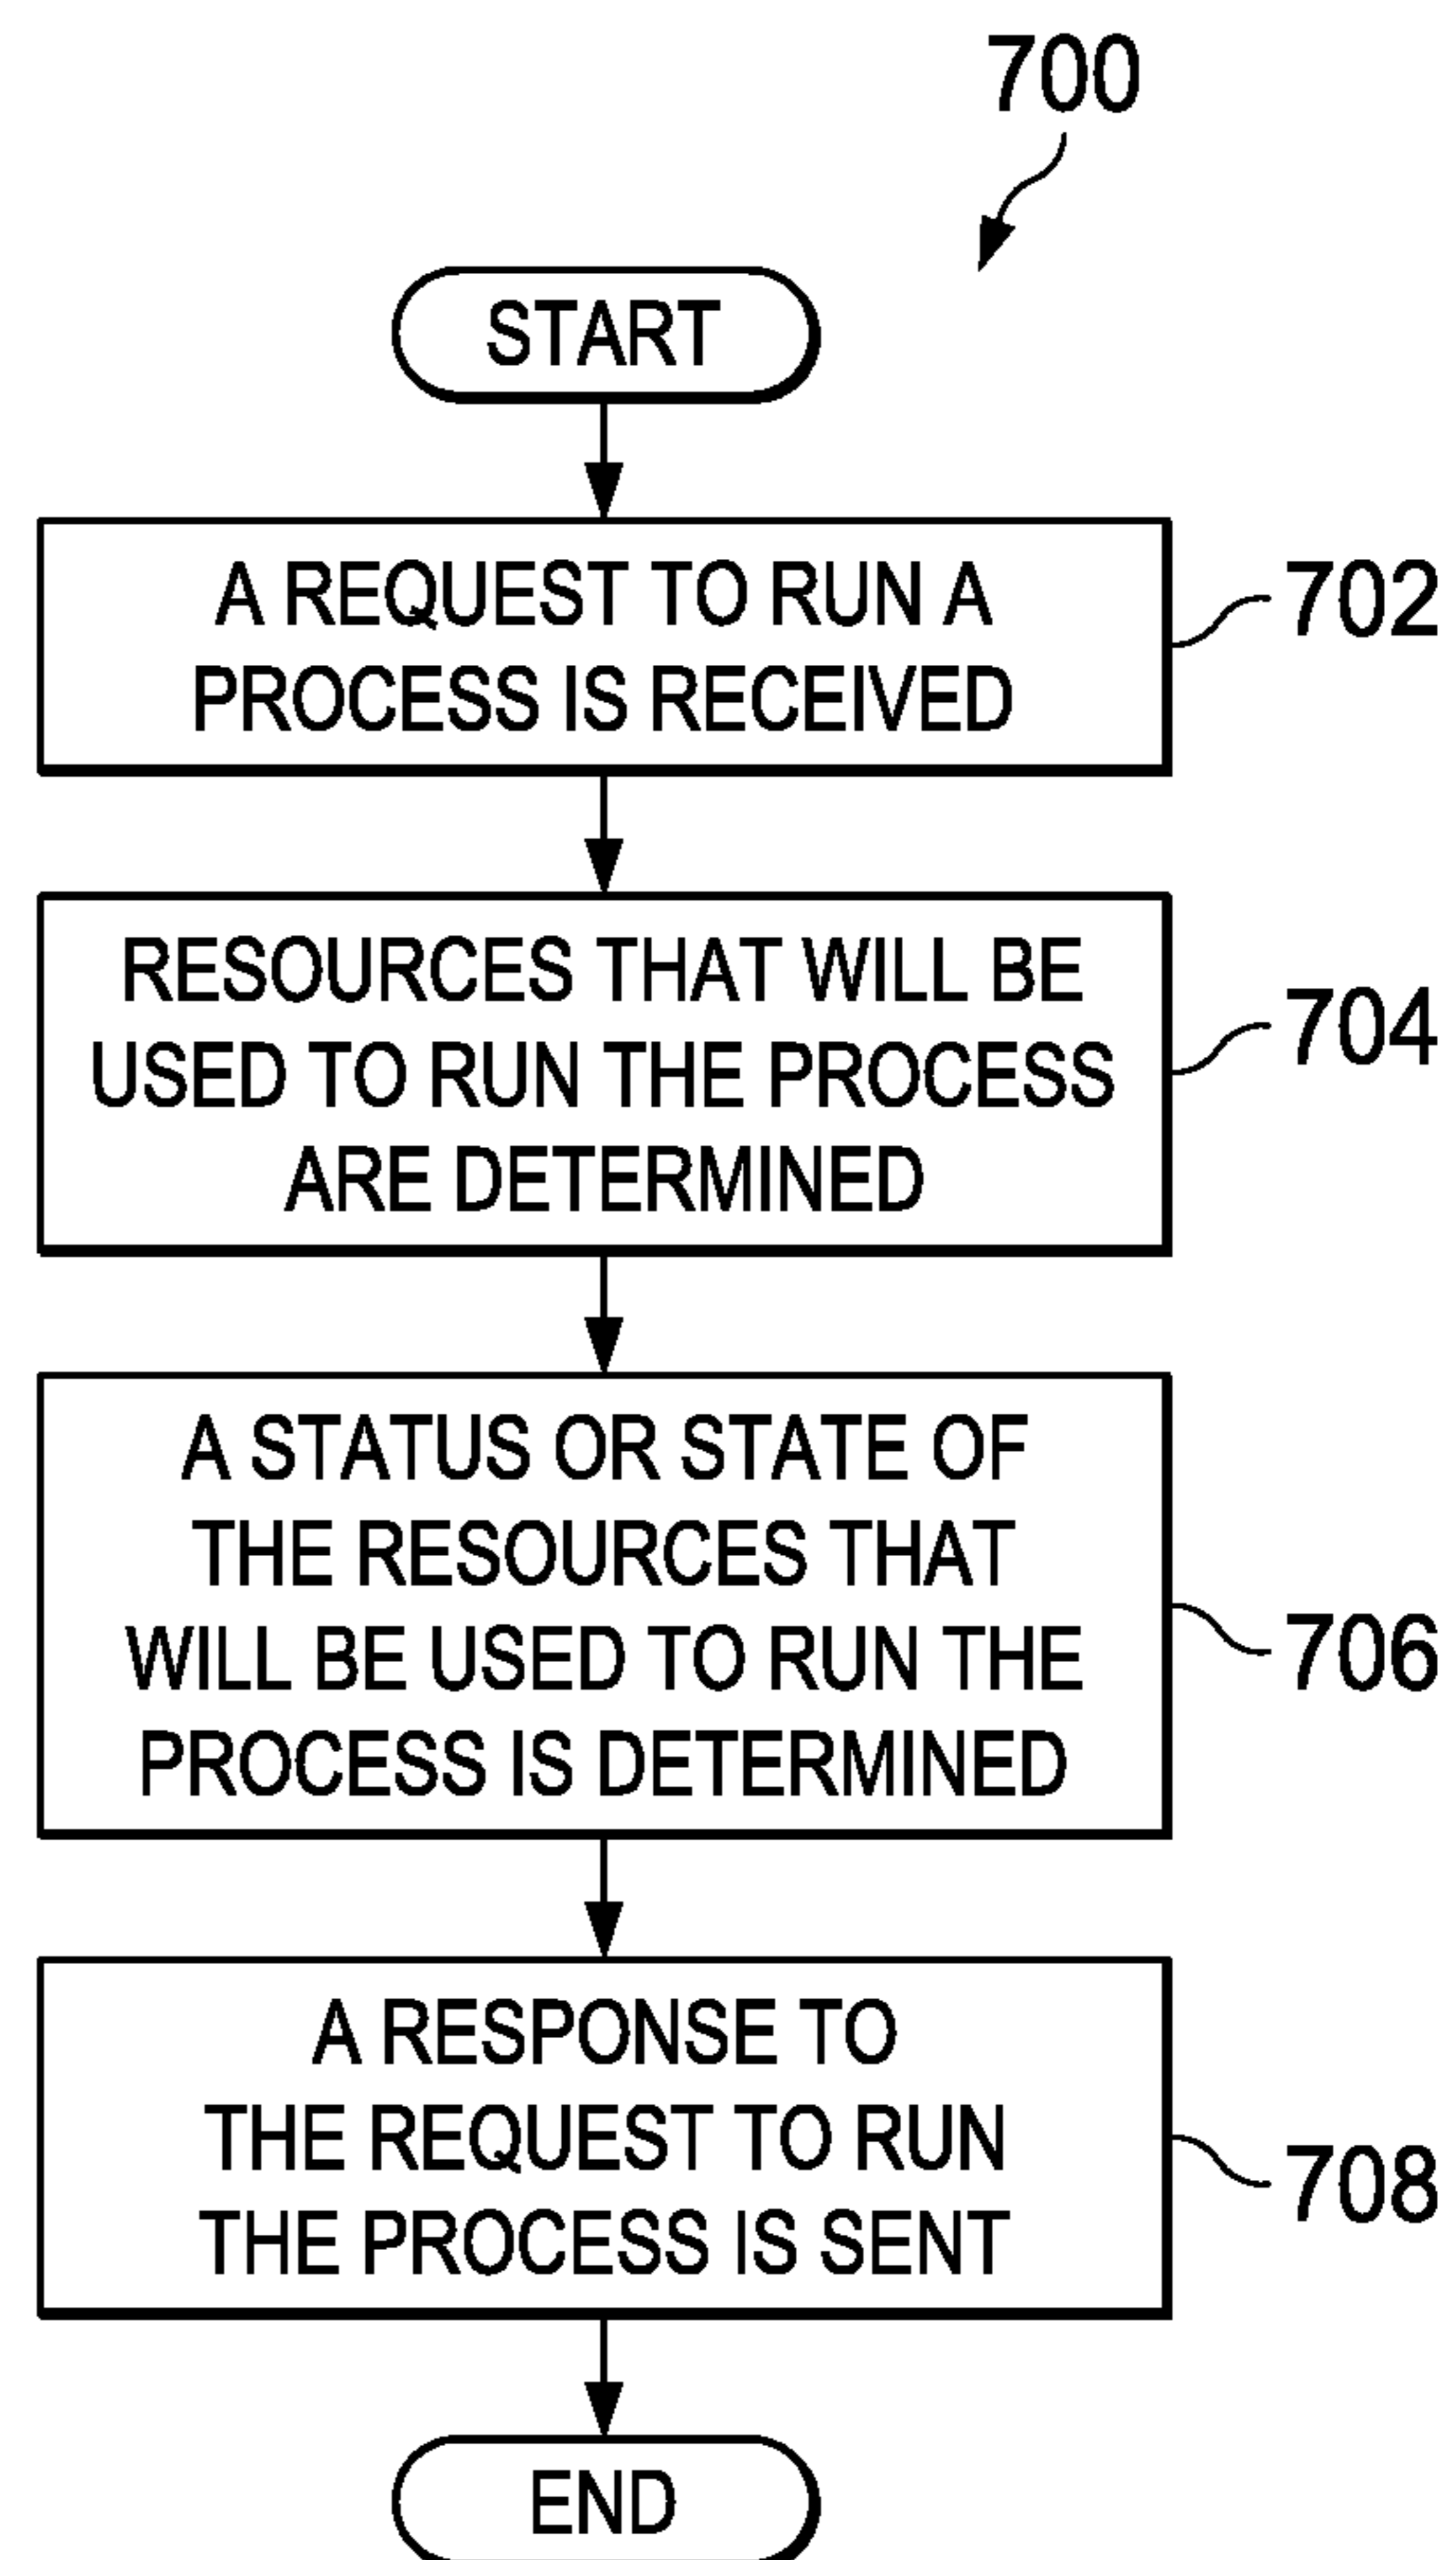 700
START
A REQUEST TO RUN A
PROCESS IS RECEIVED
702
RESOURCES THAT WILL BE
USED TO RUN THE PROCESS
ARE DETERMINED
704
A STATUS OR STATE OF
THE RESOURCES THAT
WILL BE USED TO RUN THE
PROCESS IS DETERMINED
706
A RESPONSE TO
THE REQUEST TO RUN
THE PROCESS IS SENT
708
END